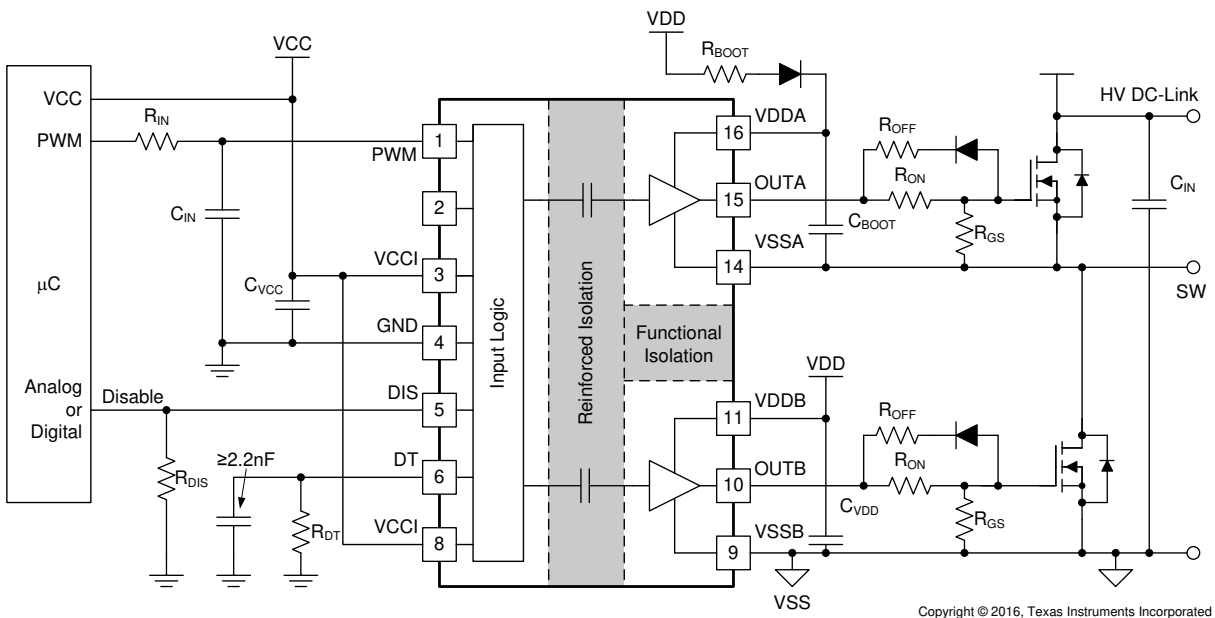 VDD
R_BOOT
VCC
VCC
R_IN
PWM
PWM
1
16
VDDA
HV DC-Link
R_OFF
R_ON
C_IN
2
15
OUTA
C_IN
C_BOOT
R_GS
VCCI
3
14
VSSA
SW
µC
C_VCC
GND
4
Input Logic
Reinforced Isolation
Functional
Isolation
VDD
Analog
or
Digital
Disable
DIS
5
11
VDDB
R_OFF
R_ON
R_DIS
≥2.2nF
DT
6
10
OUTB
R_DT
C_VDD
R_GS
VCCI
8
9
VSSB
VSS
Copyright © 2016, Texas Instruments Incorporated